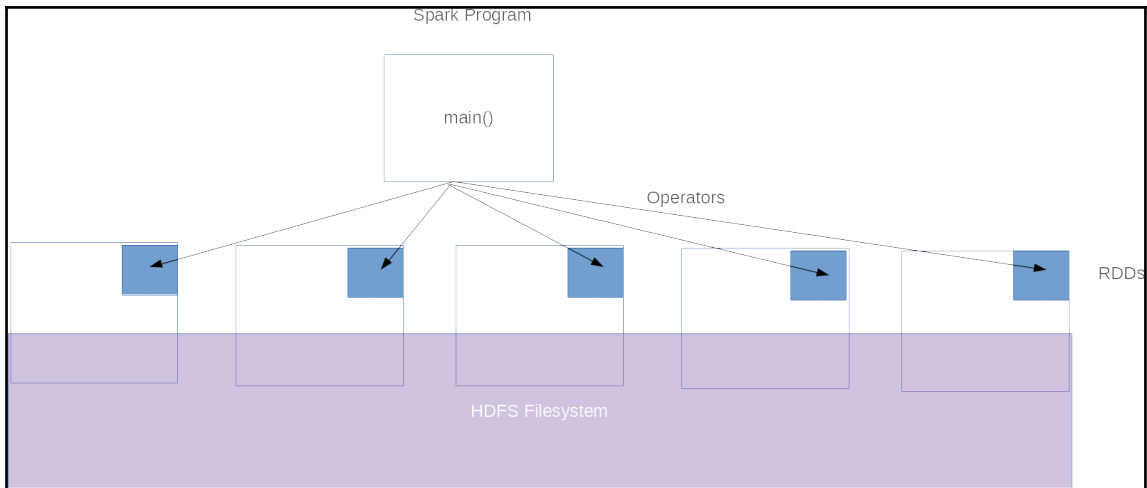 Spark Program
main()
Operators
RDDs
HDFS Filesystem